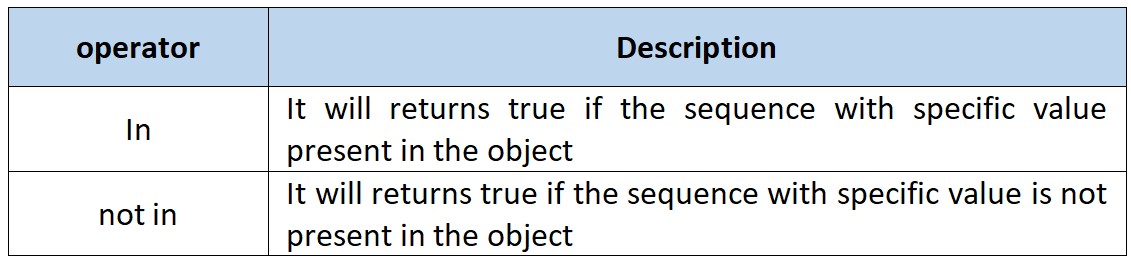 operator
Description
In
It will returns true if the sequence with specific value
present in the object
not in
It will returns true if the sequence with specific value is not
present in the object